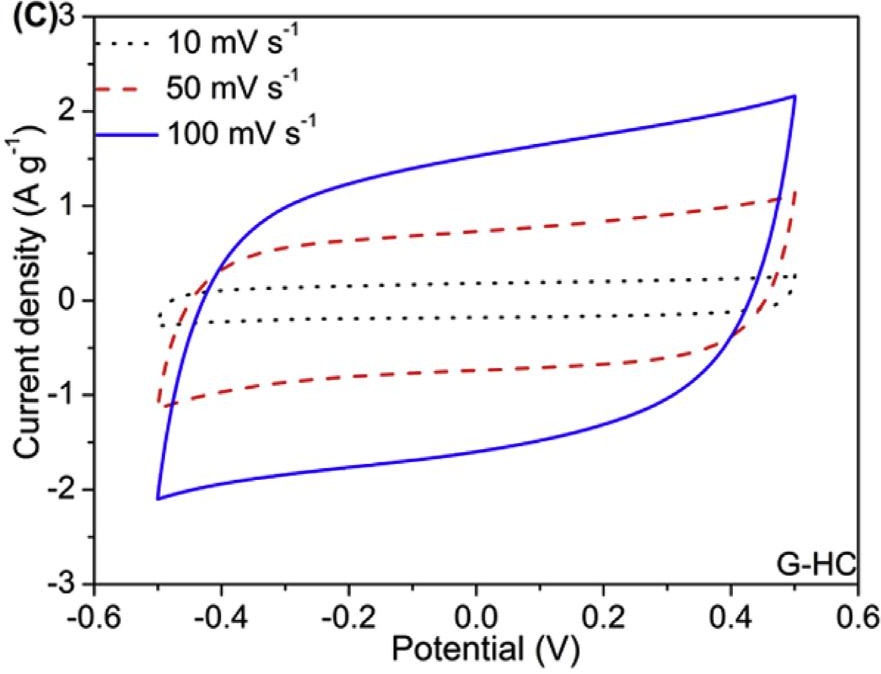 (C)
3
10 mV s⁻¹
50 mV s⁻¹
100 mV s⁻¹
2
1
0
-1
-2
-3
Current density (A g⁻¹)
G-HC
-0.6 -0.4 -0.2 0.0 0.2 0.4 0.6
Potential (V)